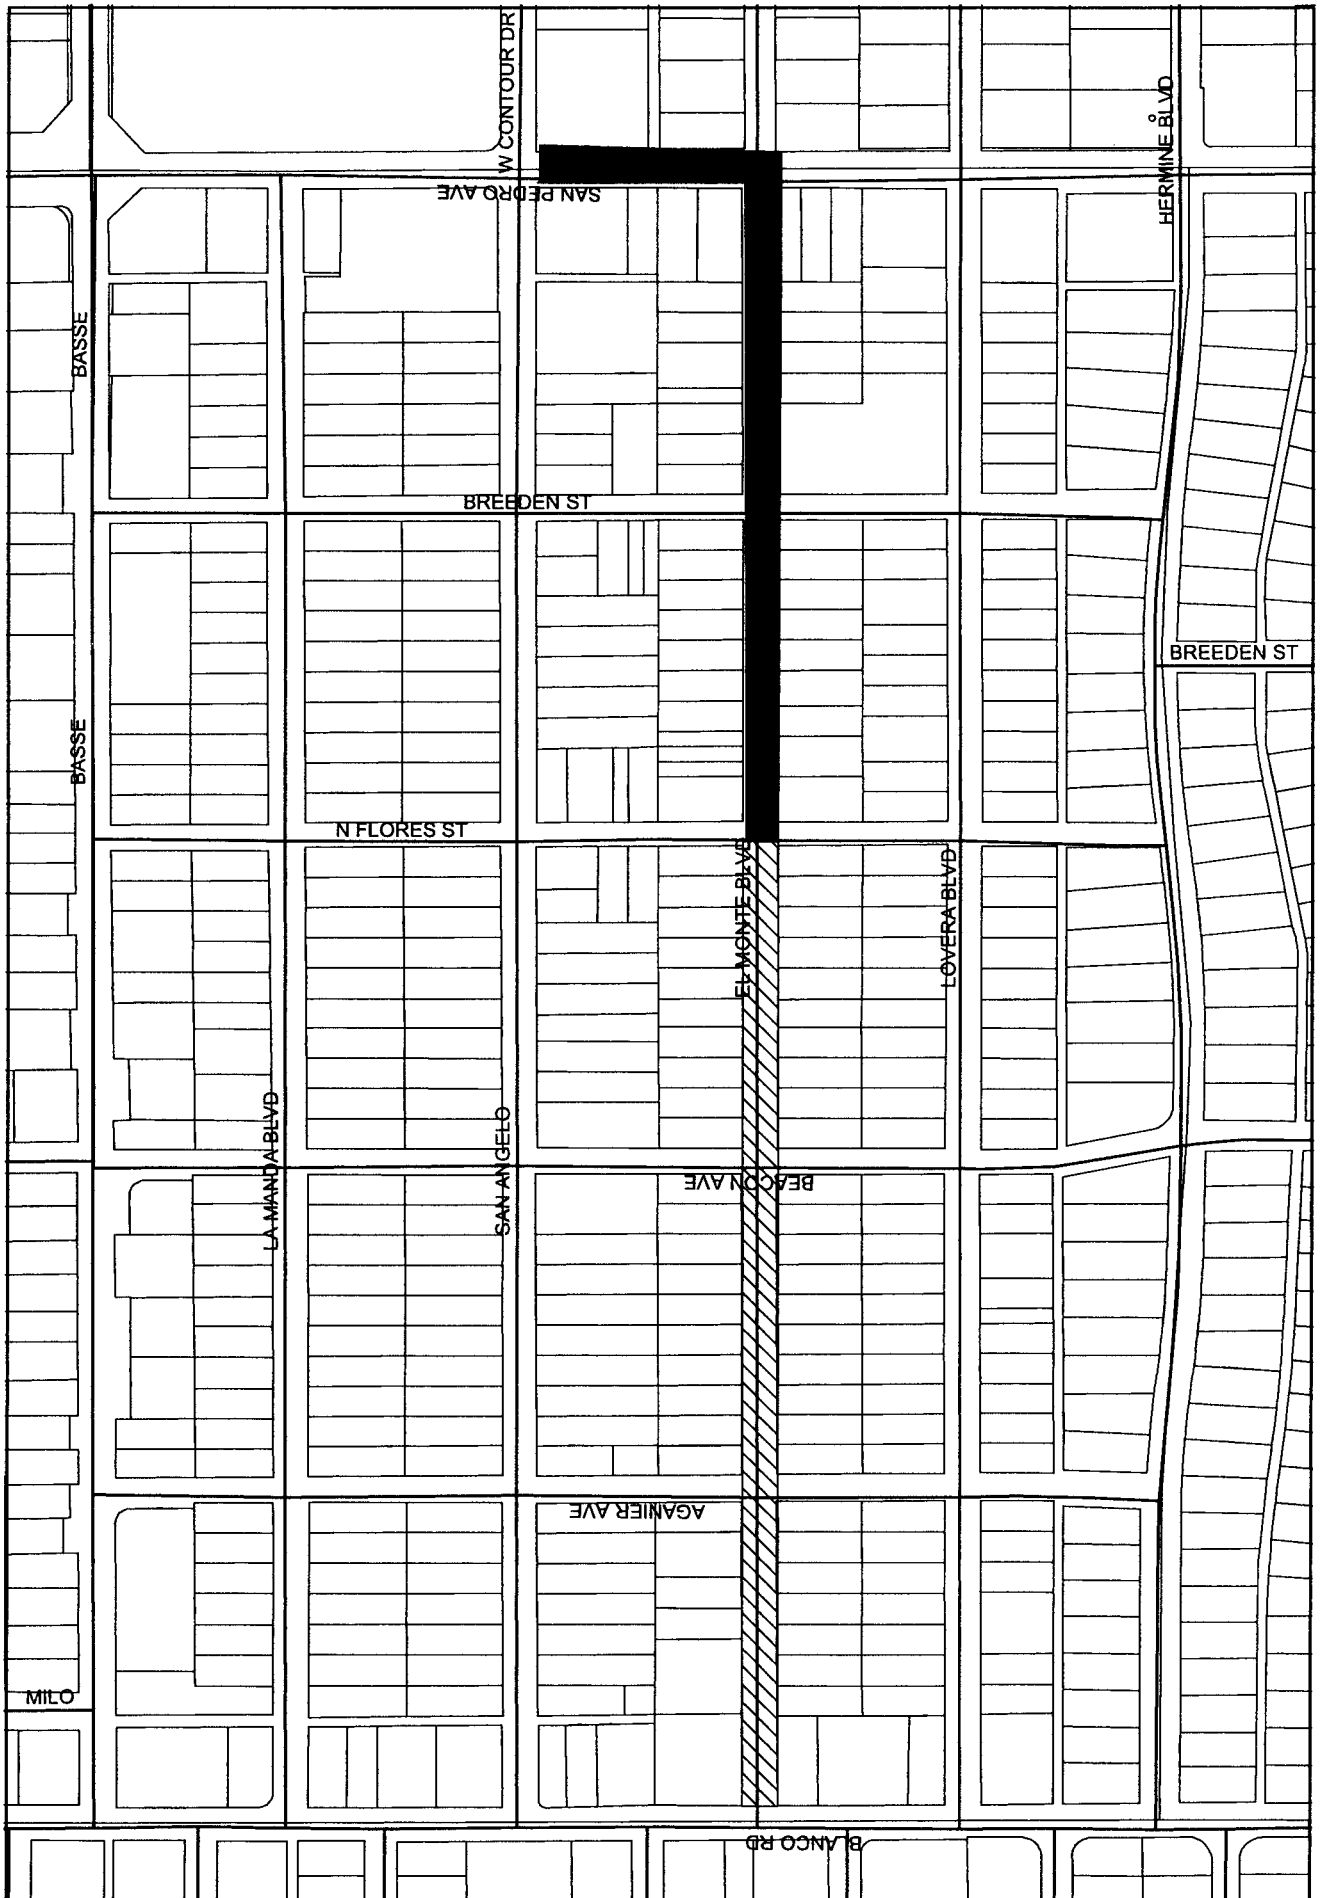 W CONTOUR DR
HERMINE BLVD
SAN PEDRO AVE
BASSE
BREEDEN ST
BREEDEN ST
BASSE
N FLORES ST
EL MONTE BLVD
LOVERA BLVD
LA MANDA BLVD
SAN ANGELO
BEACON AVE
AGANIER AVE
MILO
BLANCO RD